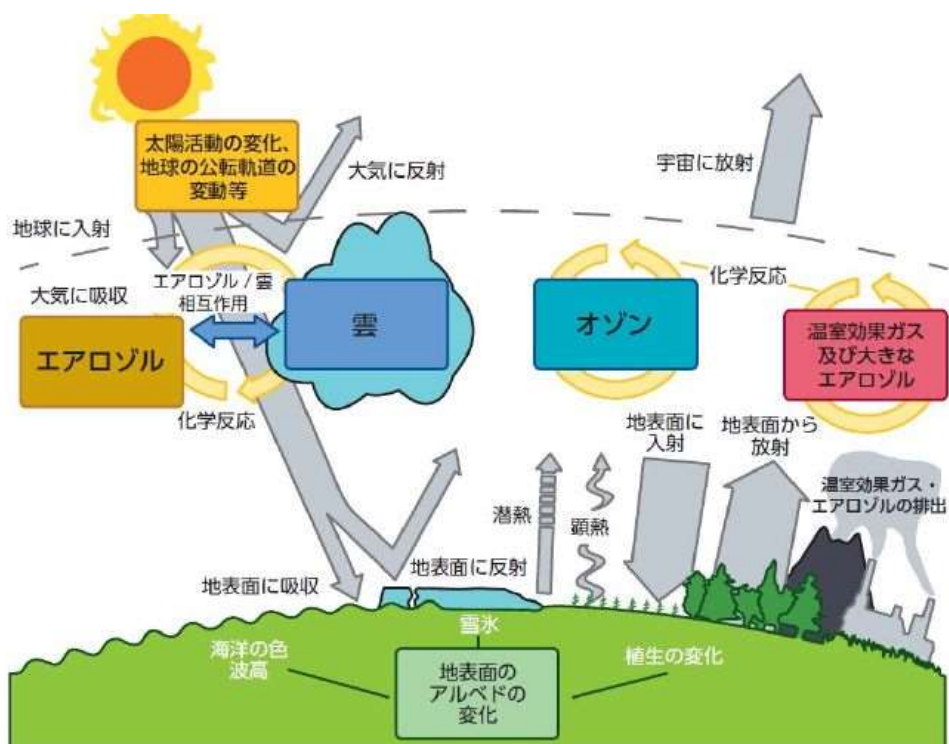 太陽活動の変化、
地球の公転軌道の
変動等
大気に反射
宇宙に放射
地球に入射
エアロゾル / 雲
相互作用
化学反応
大気に吸収
エアロゾル
雲
オゾン
温室効果ガス
及び大きな
エアロゾル
化学反応
地表面に
入射
地表面から
放射
潜熱
顕熱
温室効果ガス・
エアロゾルの排出
地表面に吸収
地表面に反射
雪氷
海洋の色
波高
地表面の
アルベドの
変化
植生の変化